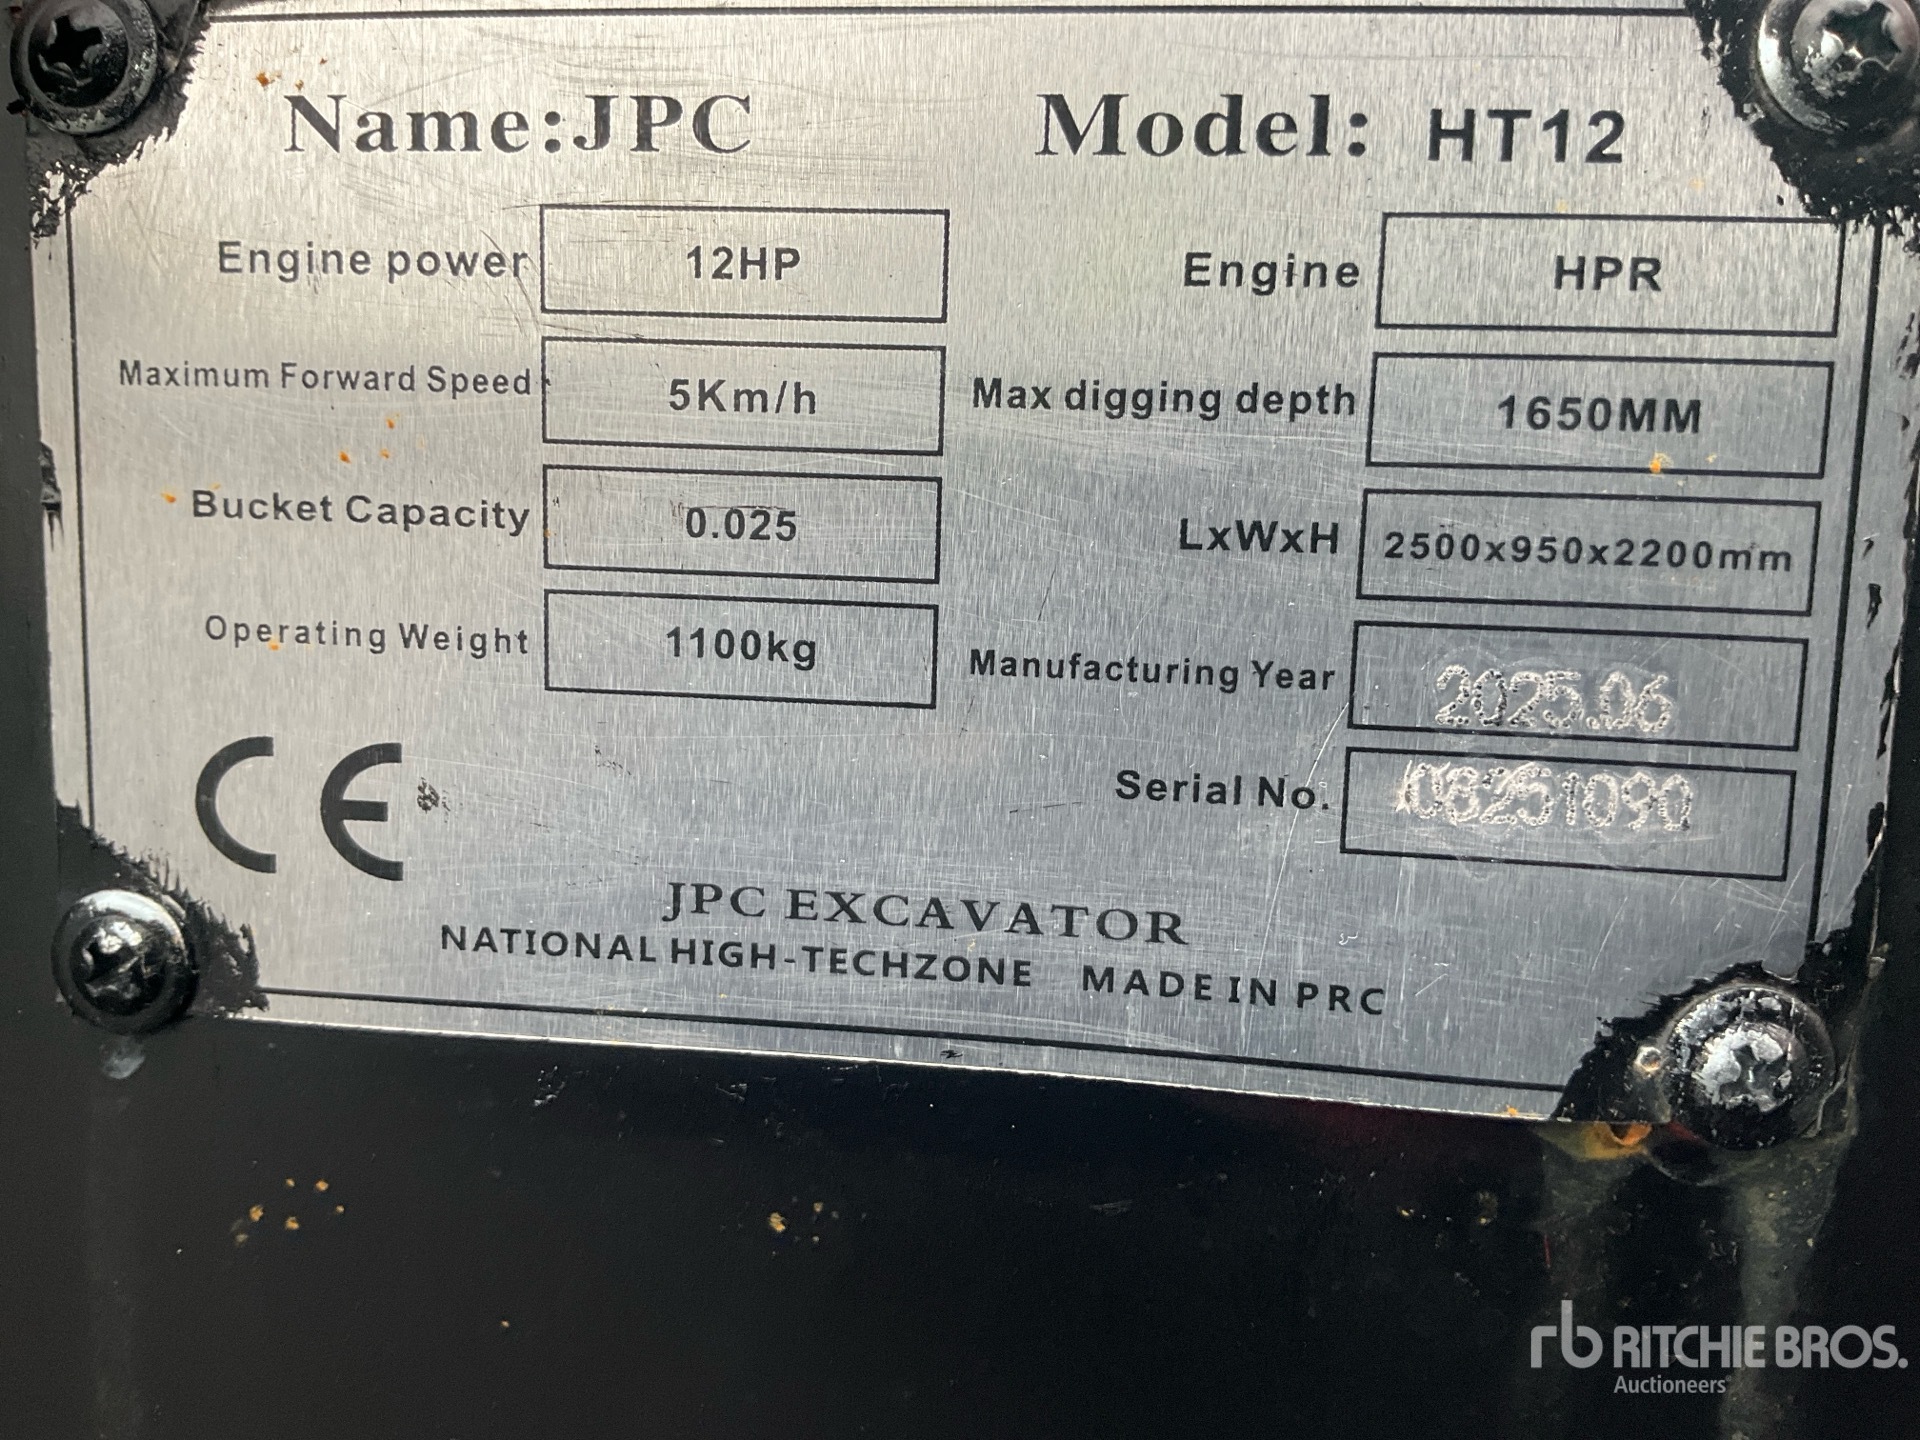 Name:JPC Model: HT12
Engine power 12HP Engine HPR
Maximum Forward Speed 5Km/h Max digging depth 1650MM
Bucket Capacity 0.025 LxWxH 2500x950x2200mm
Operating Weight 1100kg Manufacturing Year 2025.06
CE Serial No.
JPC EXCAVATOR
NATIONAL HIGH-TECHZONE MADE IN PRC
rb RITCHIE BROS.
Auctioneers